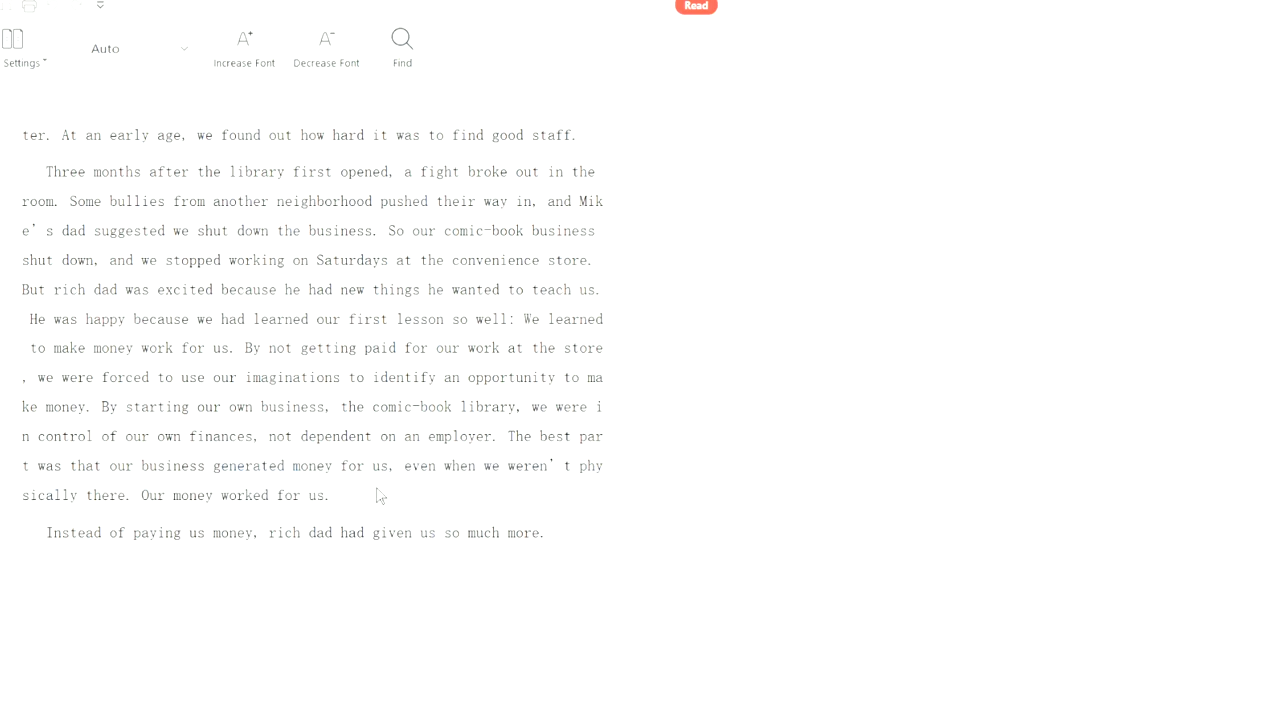 Read
Settings
Auto
A+
A-
Increase Font
Decrease Font
Find
ter. At an early age, we found out how hard it was to find good staff.
Three months after the library first opened, a fight broke out in the
room. Some bullies from another neighborhood pushed their way in, and Mik
e’s dad suggested we shut down the business. So our comic-book business
shut down, and we stopped working on Saturdays at the convenience store.
But rich dad was excited because he had new things he wanted to teach us.
He was happy because we had learned our first lesson so well: We learned
to make money work for us. By not getting paid for our work at the store
, we were forced to use our imaginations to identify an opportunity to ma
ke money. By starting our own business, the comic-book library, we were i
n control of our own finances, not dependent on an employer. The best par
t was that our business generated money for us, even when we weren’t phy
sically there. Our money worked for us.
Instead of paying us money, rich dad had given us so much more.